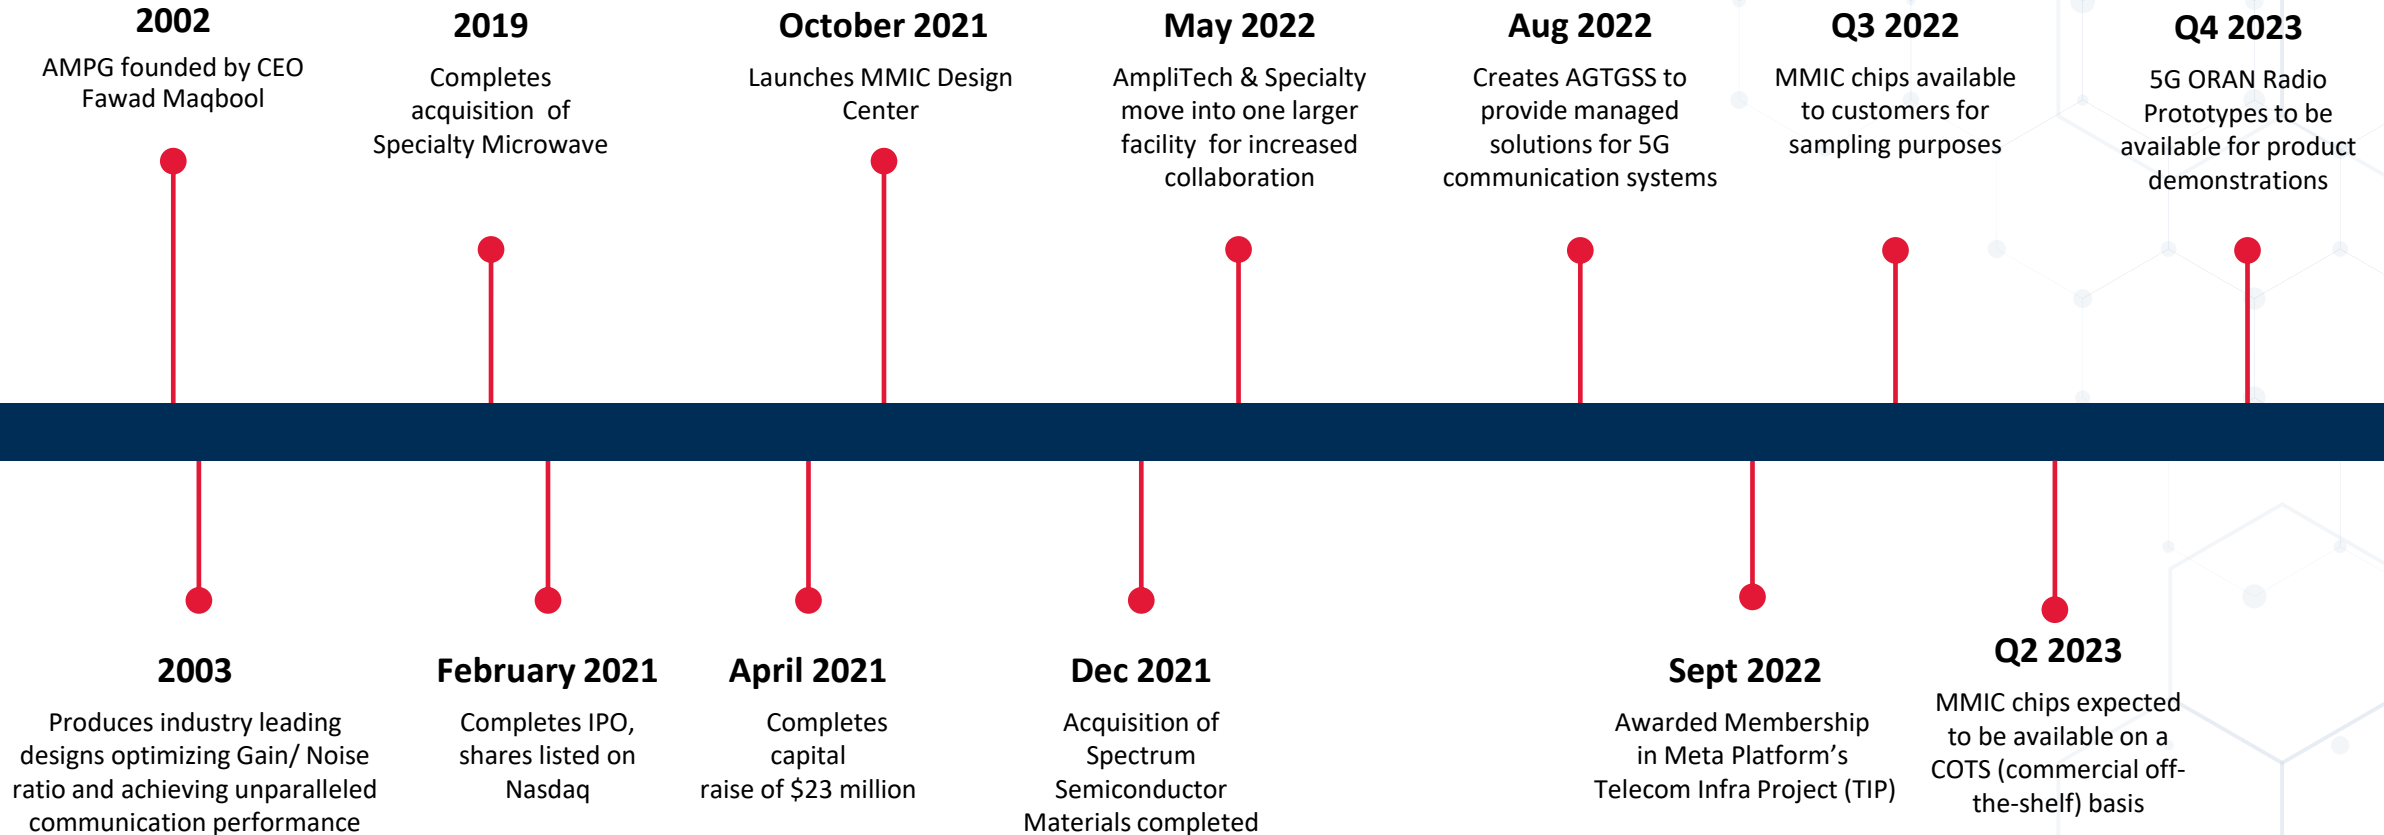 2002
AMPG founded by CEO
Fawad Maqbool
2019
Completes
acquisition of
Specialty Microwave
October 2021
Launches MMIC Design
Center
May 2022
AmpliTech & Specialty
move into one larger
facility for increased
collaboration
Aug 2022
Creates AGTGSS to
provide managed
solutions for 5G
communication systems
Q3 2022
MMIC chips available
to customers for
sampling purposes
Q4 2023
5G ORAN Radio
Prototypes to be
available for product
demonstrations
2003
Produces industry leading
designs optimizing Gain/ Noise
ratio and achieving unparalleled
communication performance
February 2021
Completes IPO,
shares listed on
Nasdaq
April 2021
Completes
capital
raise of $23 million
Dec 2021
Acquisition of
Spectrum
Semiconductor
Materials completed
Sept 2022
Awarded Membership
in Meta Platform’s
Telecom Infra Project (TIP)
Q2 2023
MMIC chips expected
to be available on a
COTS (commercial off-
the-shelf) basis